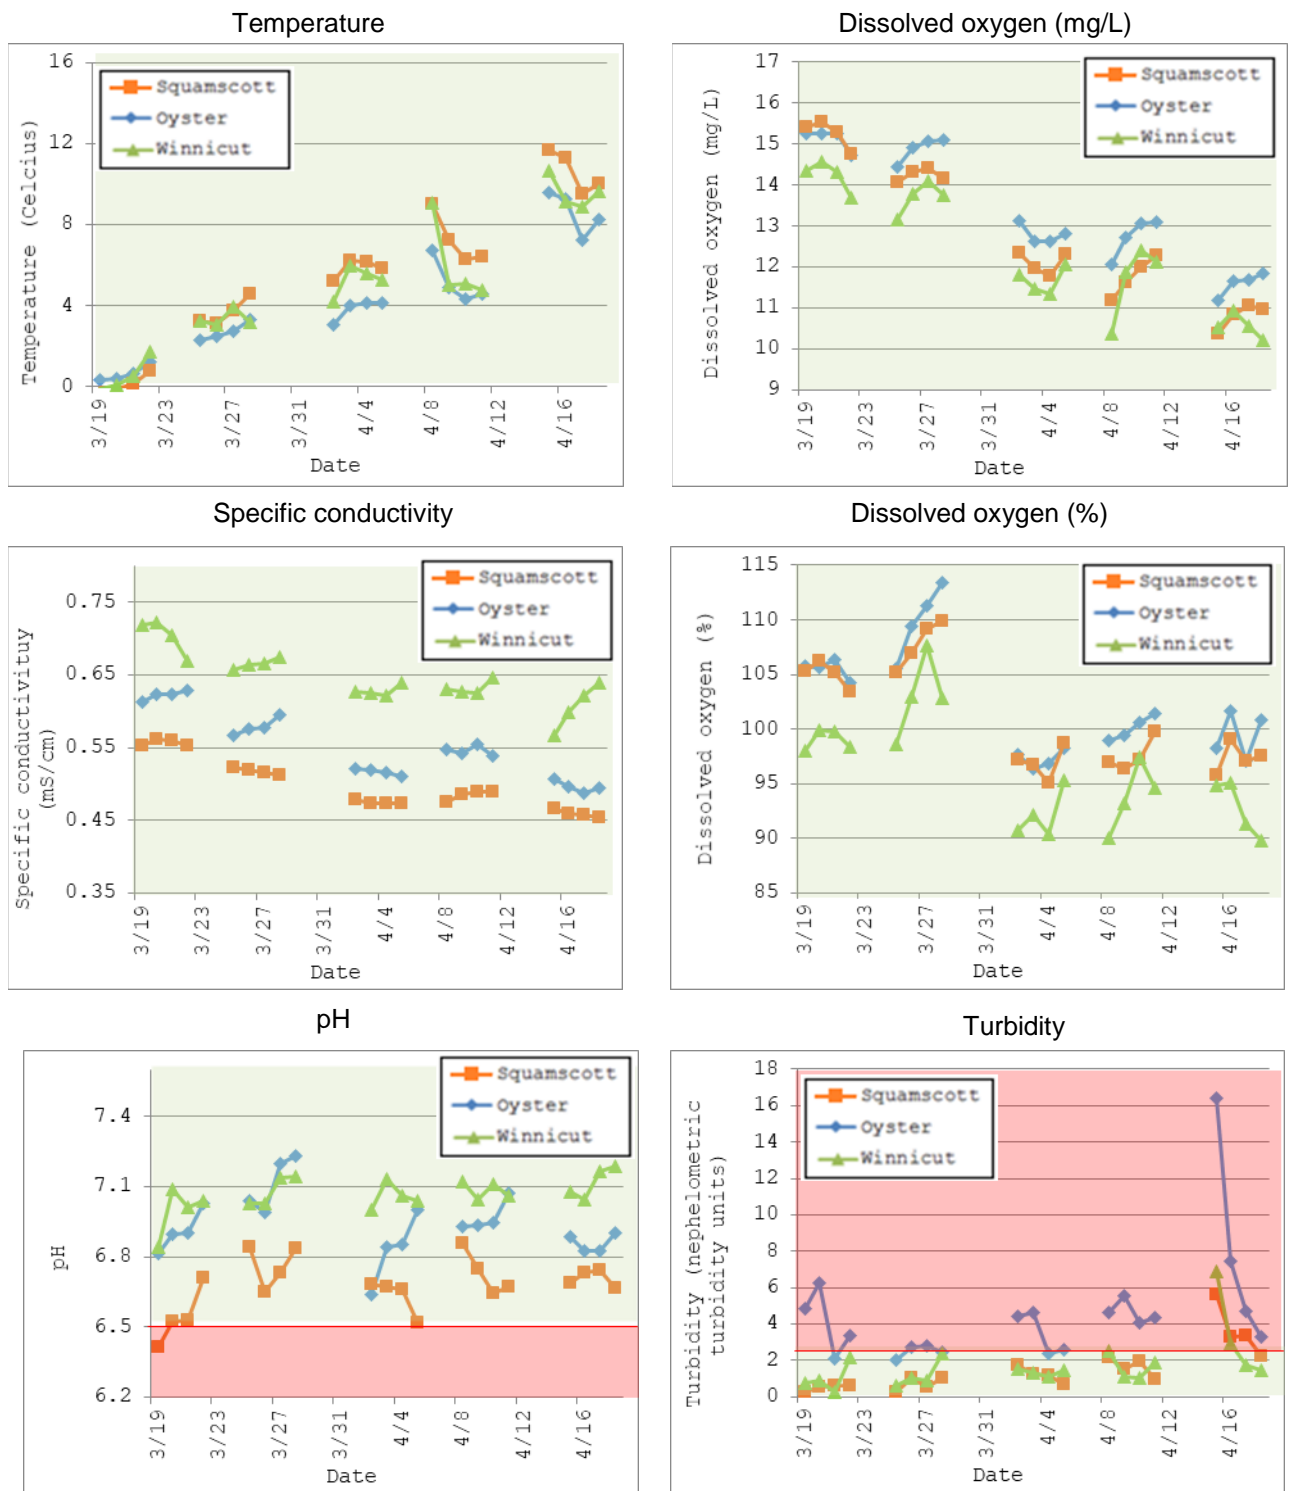 Temperature
16
12
8
4
0
Temperature (Celcius)
Squamscott
Oyster
Winnicut
3/19
3/23
3/27
3/31
4/4
4/8
4/12
4/16
Date
Dissolved oxygen (mg/L)
17
16
15
14
13
12
11
10
9
Dissolved oxygen (mg/L)
Squamscott
Oyster
Winnicut
3/19
3/23
3/27
3/31
4/4
4/8
4/12
4/16
Date
Specific conductivity
0.75
0.65
0.55
0.45
0.35
Specific conductivituy
(mS/cm)
Squamscott
Oyster
Winnicut
3/19
3/23
3/27
3/31
4/4
4/8
4/12
4/16
Date
Dissolved oxygen (%)
115
110
105
100
95
90
85
Dissolved oxygen (%)
Squamscott
Oyster
Winnicut
3/19
3/23
3/27
3/31
4/4
4/8
4/12
4/16
Date
pH
7.4
7.1
6.8
6.5
6.2
pH
Squamscott
Oyster
Winnicut
3/19
3/23
3/27
3/31
4/4
4/8
4/12
4/16
Date
Turbidity
18
16
14
12
10
8
6
4
2
0
Turbidity (nephelometric
turbidity units)
Squamscott
Oyster
Winnicut
3/19
3/23
3/27
3/31
4/4
4/8
4/12
4/16
Date